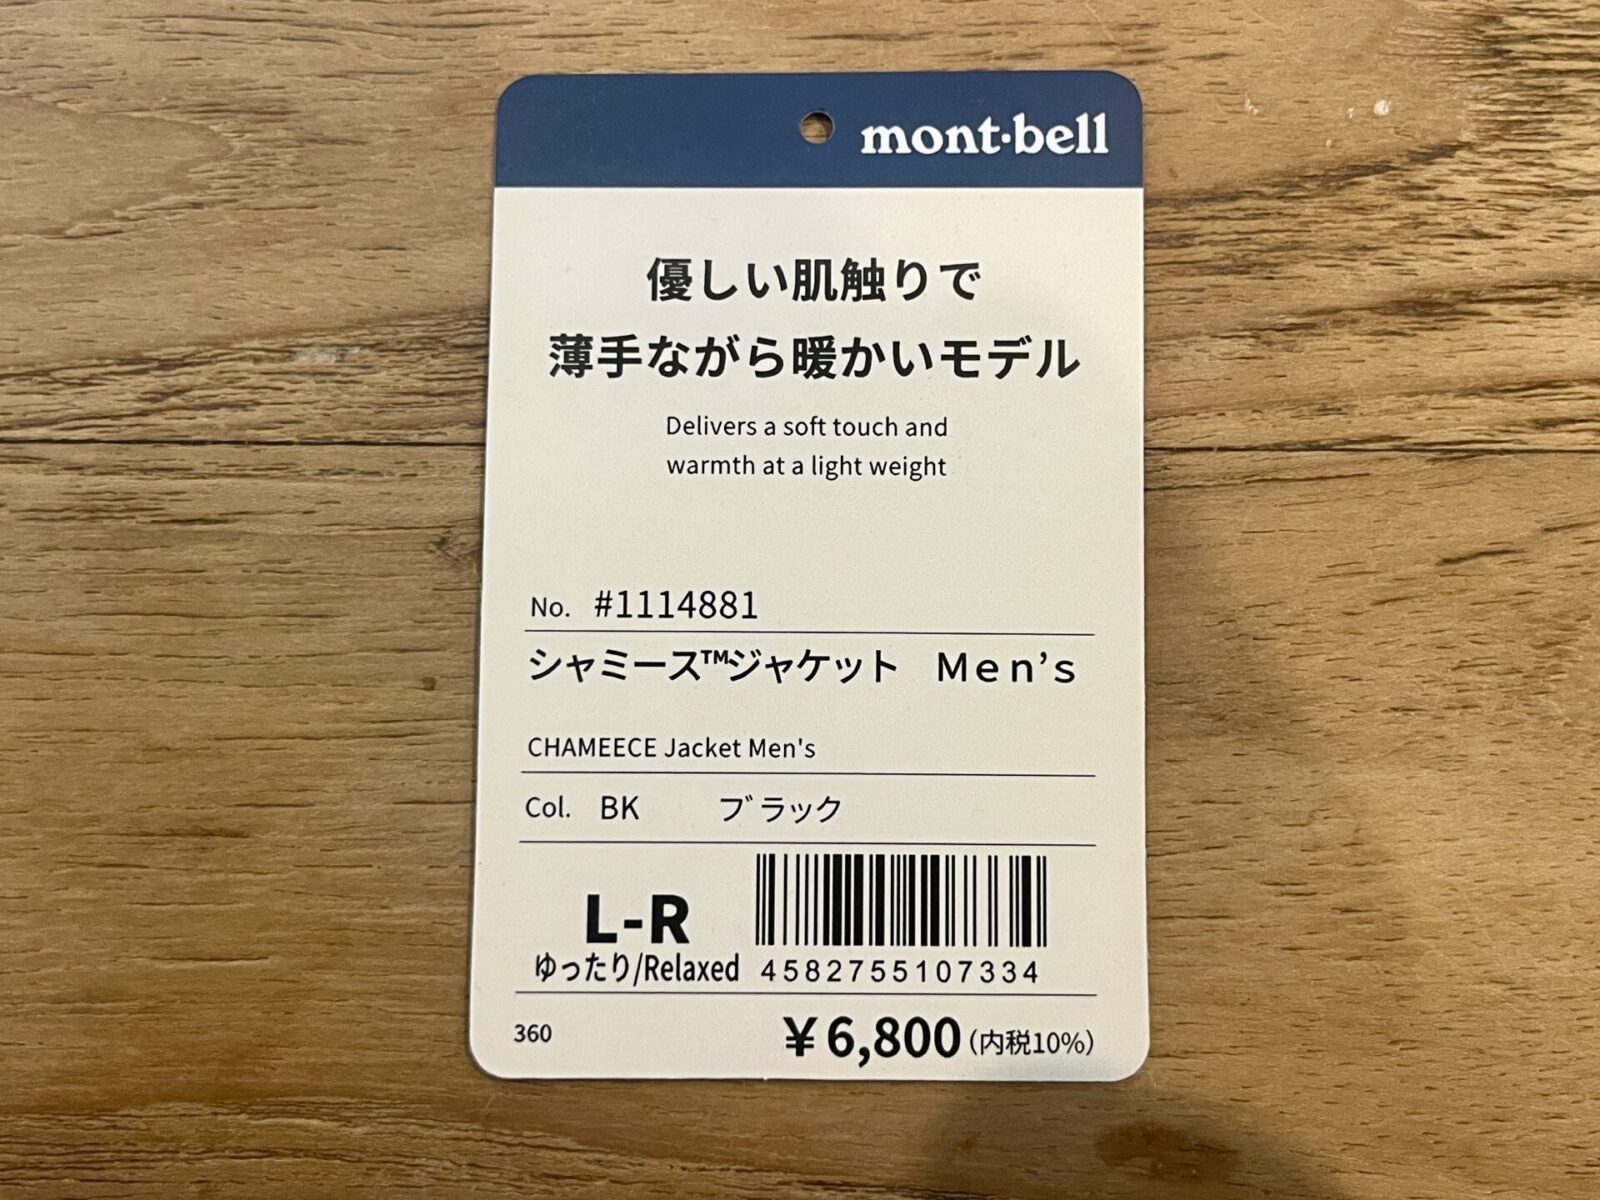 mont·bell
優しい肌触りで
薄手ながら暖かいモデル
Delivers a soft touch and
warmth at a light weight
No. #1114881
シャミース™ジャケット Ｍｅｎ’ｓ
CHAMEECE Jacket Men's
Col. BK ブラック
L-R
ゆったり/Relaxed 4582755107334
360 ￥6,800(内税10%)